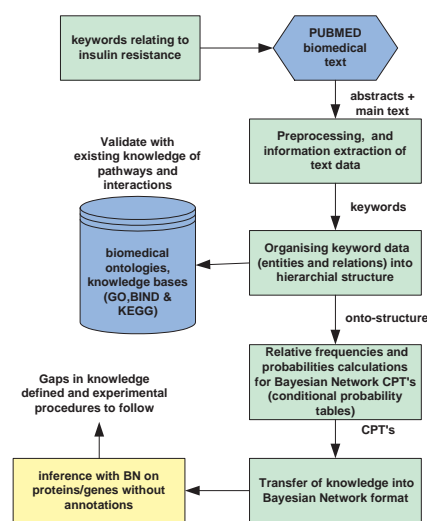 keywords relating to
insulin resistance
PUBMED
biomedical
text
abstracts +
main text
Preprocessing, and
information extraction of
text data
keywords
Validate with
existing knowledge of
pathways and
interactions
Organising keyword data
(entities and relations) into
hierarchial structure
biomedical
ontologies,
knowledge bases
(GO,BIND &
KEGG)
onto-structure
Relative frequencies and
probabilities calculations
for Bayesian Network CPT's
(conditional probability
tables)
CPT's
Transfer of knowledge into
Bayesian Network format
inference with BN on
proteins/genes without
annotations
Gaps in knowledge
defined and experimental
procedures to follow